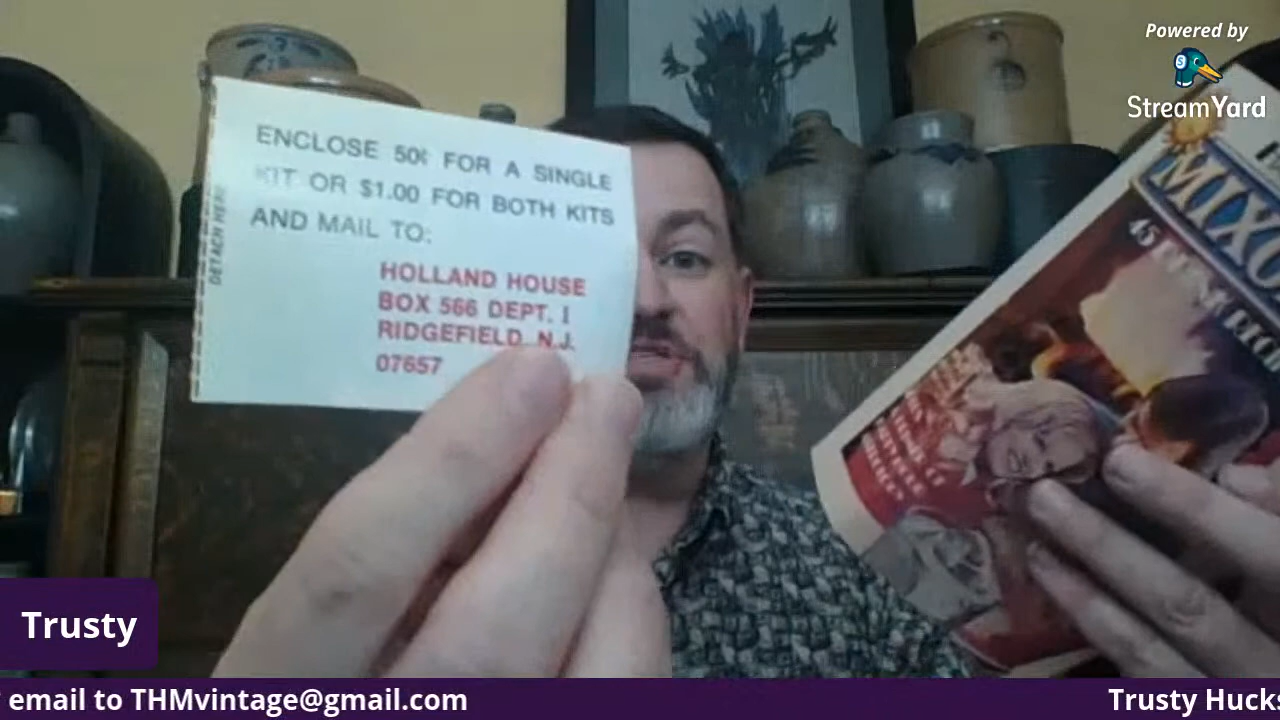 Powered by
StreamYard
ENCLOSE 50¢ FOR A SINGLE
KIT OR $1.00 FOR BOTH KITS
AND MAIL TO:
DETACH HERE
HOLLAND HOUSE
BOX 566 DEPT. I
RIDGEFIELD N.J.
07657
MIXO
45
Trusty
email to THMvintage@gmail.com
Trusty Hucks